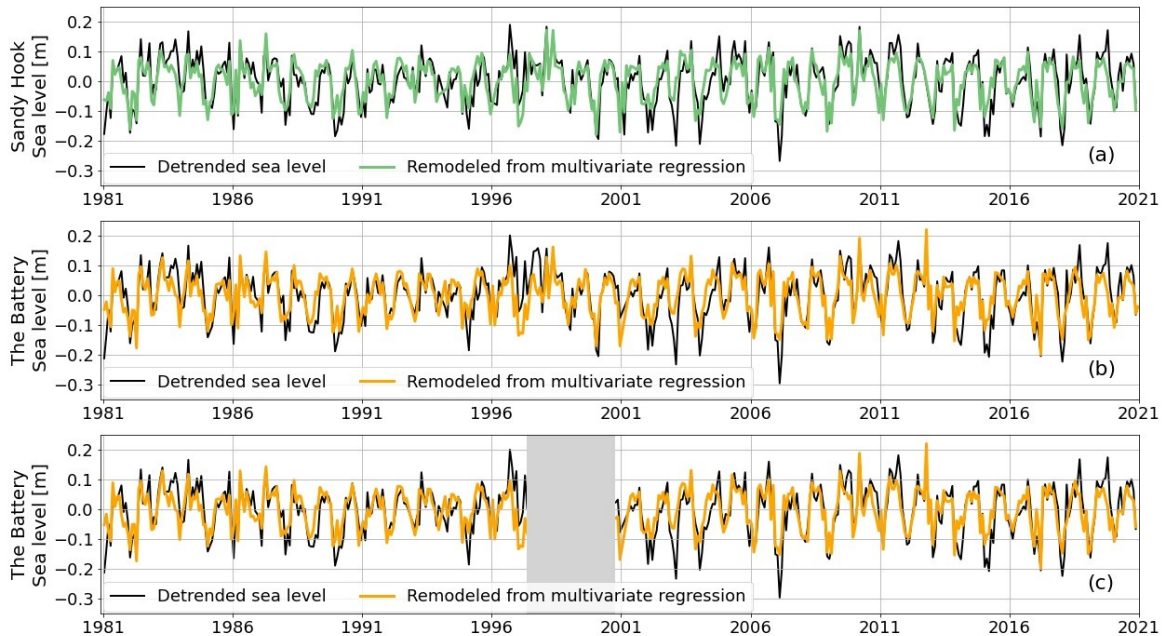 Sandy Hook
Sea level [m]
0.2
0.1
0.0
−0.1
−0.2
−0.3
Detrended sea level
Remodeled from multivariate regression
(a)
1981 1986 1991 1996 2001 2006 2011 2016 2021
The Battery
Sea level [m]
0.2
0.1
0.0
−0.1
−0.2
−0.3
Detrended sea level
Remodeled from multivariate regression
(b)
1981 1986 1991 1996 2001 2006 2011 2016 2021
The Battery
Sea level [m]
0.2
0.1
0.0
−0.1
−0.2
−0.3
Detrended sea level
Remodeled from multivariate regression
(c)
1981 1986 1991 1996 2001 2006 2011 2016 2021